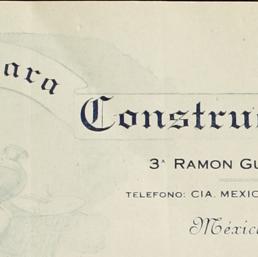 ara
Constru
3ª RAMON GU
TELEFONO: CIA. MEXIC
Méxic